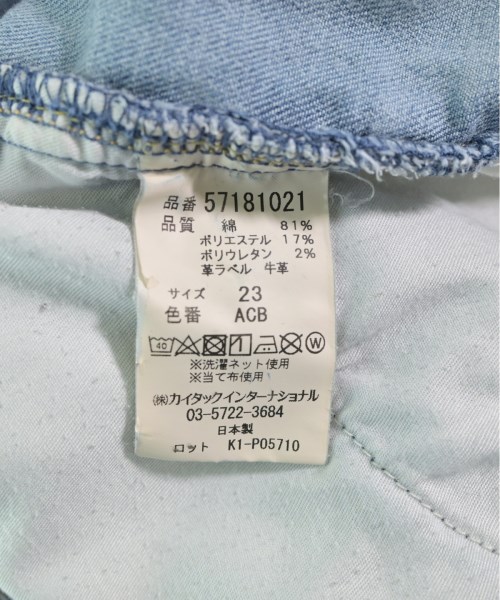 品番 57181021
品質 綿 81%
ポリエステル 17%
ポリウレタン 2%
革ラベル 牛革
サイズ 23
色番 ACB
40 W
※洗濯ネット使用
※当て布使用
㈱カイタックインターナショナル
03-5722-3684
日本製
ロット K1-P05710